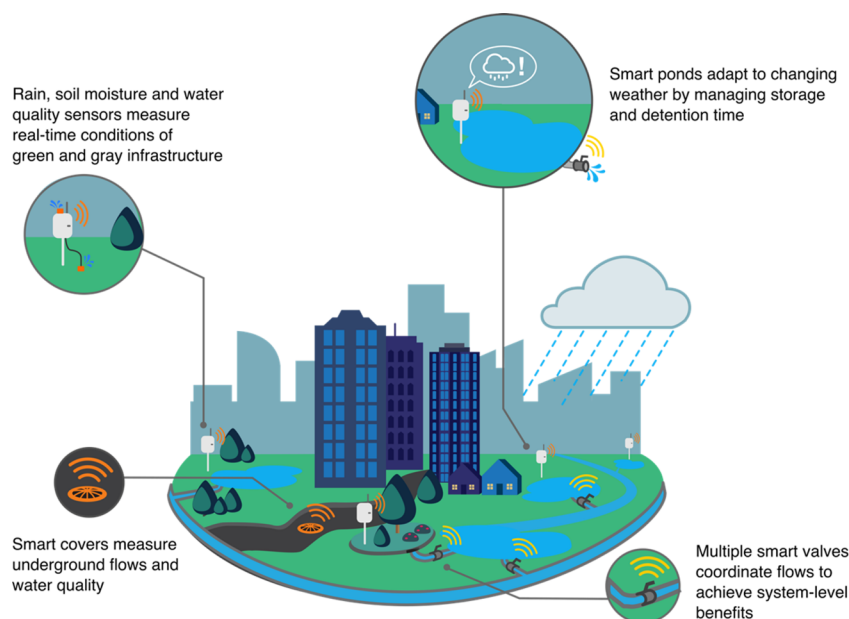 Rain, soil moisture and water
quality sensors measure
real-time conditions of
green and gray infrastructure
!
Smart ponds adapt to changing
weather by managing storage
and detention time
Smart covers measure
underground flows and
water quality
Multiple smart valves
coordinate flows to
achieve system-level
benefits